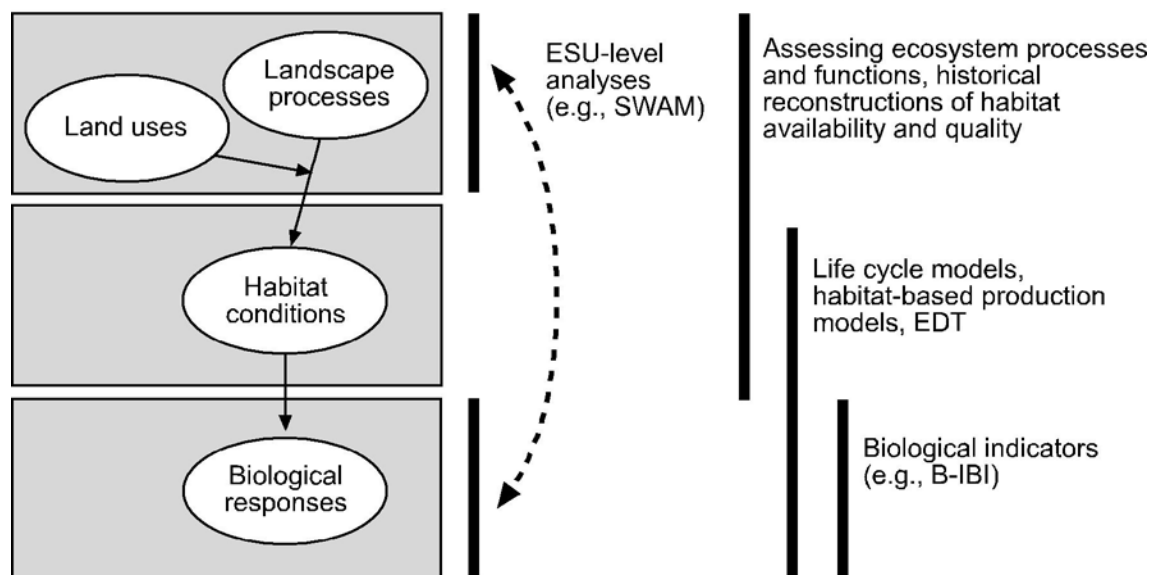 Landscape
processes
Land uses
Habitat
conditions
Biological
responses
ESU-level
analyses
(e.g., SWAM)
Assessing ecosystem processes
and functions, historical
reconstructions of habitat
availability and quality
Life cycle models,
habitat-based production
models, EDT
Biological indicators
(e.g., B-IBI)